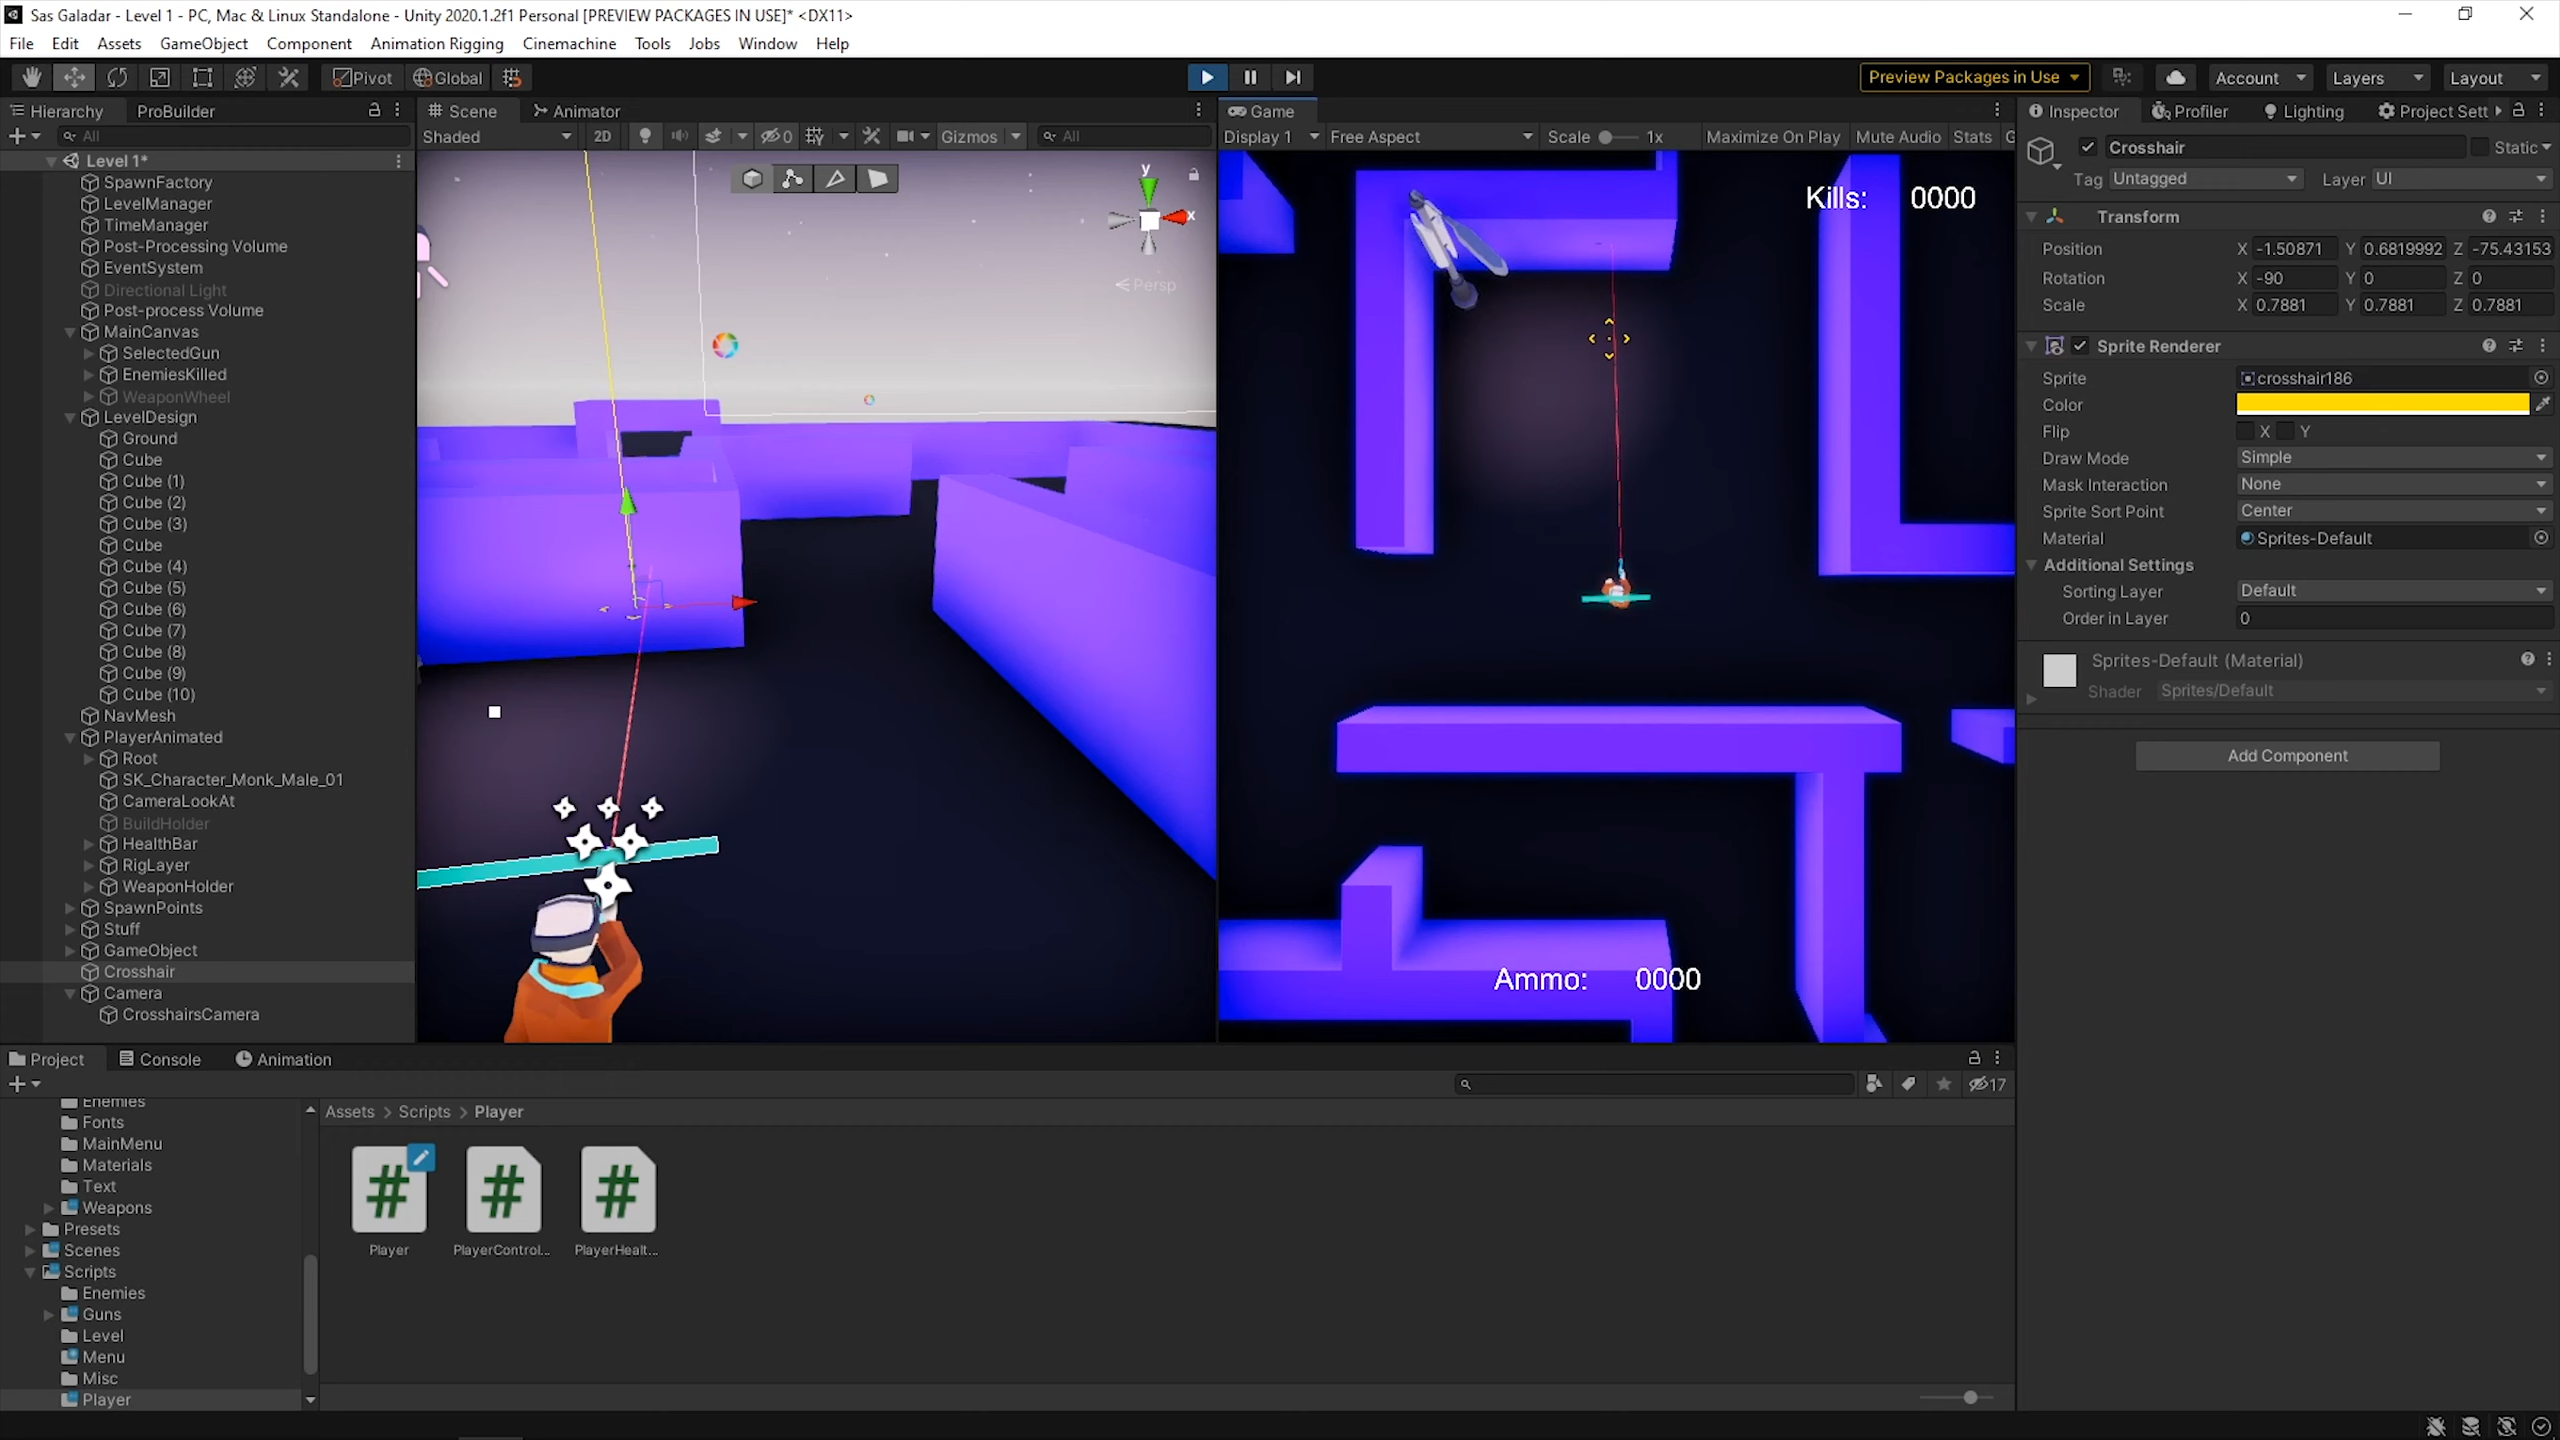 Sas Galadar - Level 1 - PC, Mac & Linux Standalone - Unity 2020.1.2f1 Personal [PREVIEW PACKAGES IN USE]* <DX11>
File Edit Assets GameObject Component Animation Rigging Cinemachine Tools Jobs Window Help
Pivot Global Preview Packages in Use Account Layers Layout
Hierarchy ProBuilder
All
Level 1*
SpawnFactory
LevelManager
TimeManager
Post-Processing Volume
EventSystem
Directional Light
Post-process Volume
MainCanvas
SelectedGun
EnemiesKilled
WeaponWheel
LevelDesign
Ground
Cube
Cube (1)
Cube (2)
Cube (3)
Cube
Cube (4)
Cube (5)
Cube (6)
Cube (7)
Cube (8)
Cube (9)
Cube (10)
NavMesh
PlayerAnimated
Root
SK_Character_Monk_Male_01
CameraLookAt
BuildHolder
HealthBar
RigLayer
WeaponHolder
SpawnPoints
Stuff
GameObject
Crosshair
Camera
CrosshairsCamera
Scene Animator
Shaded 2D 0 Gizmos All
y
x
Persp
Game
Display 1 Free Aspect Scale 1x Maximize On Play Mute Audio Stats G
Kills: 0000
Ammo: 0000
Inspector Profiler Lighting Project Sett
Crosshair Static
Tag Untagged Layer UI
Transform
Position X -1.50871 Y 0.6819992 Z -75.43153
Rotation X -90 Y 0 Z 0
Scale X 0.7881 Y 0.7881 Z 0.7881
Sprite Renderer
Sprite crosshair186
Color
Flip X Y
Draw Mode Simple
Mask Interaction None
Sprite Sort Point Center
Material Sprites-Default
Additional Settings
Sorting Layer Default
Order in Layer 0
Sprites-Default (Material)
Shader Sprites/Default
Add Component
Project Console Animation
17
Enemies
Fonts
MainMenu
Materials
Text
Weapons
Presets
Scenes
Scripts
Enemies
Guns
Level
Menu
Misc
Player
Assets > Scripts > Player
# # #
Player PlayerControl... PlayerHealt...